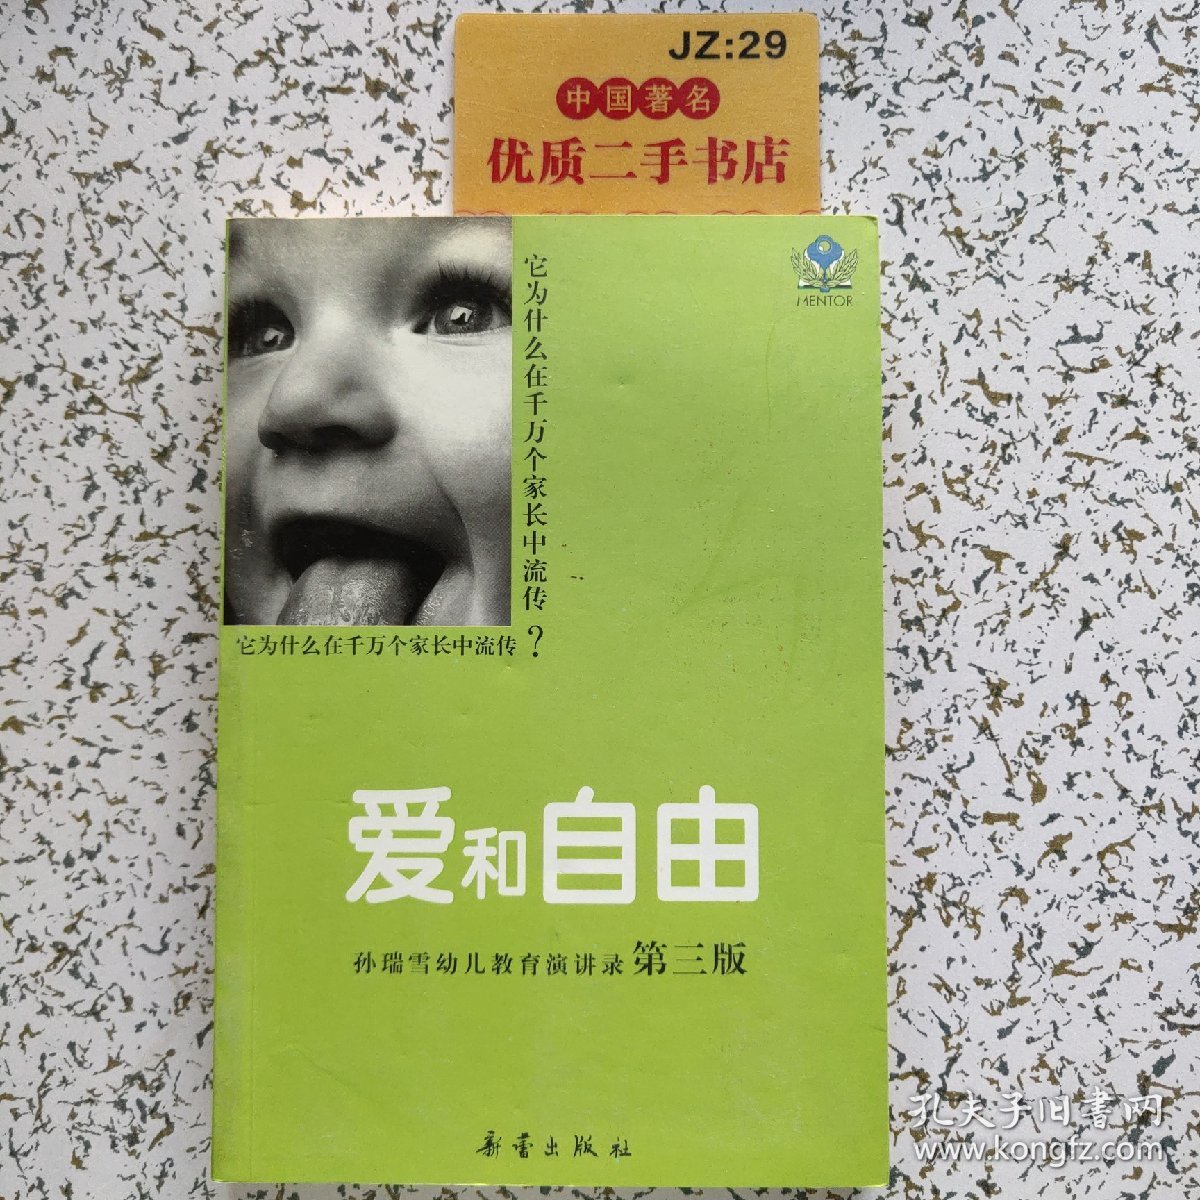 JZ:29
中国著名
优质二手书店
MENTOR
它为什么在千万个家长中流传
它为什么在千万个家长中流传？
爱和自由
孙瑞雪幼儿教育演讲录 第三版
新蕾出版社
孔夫子旧书网
www.kongfz.com